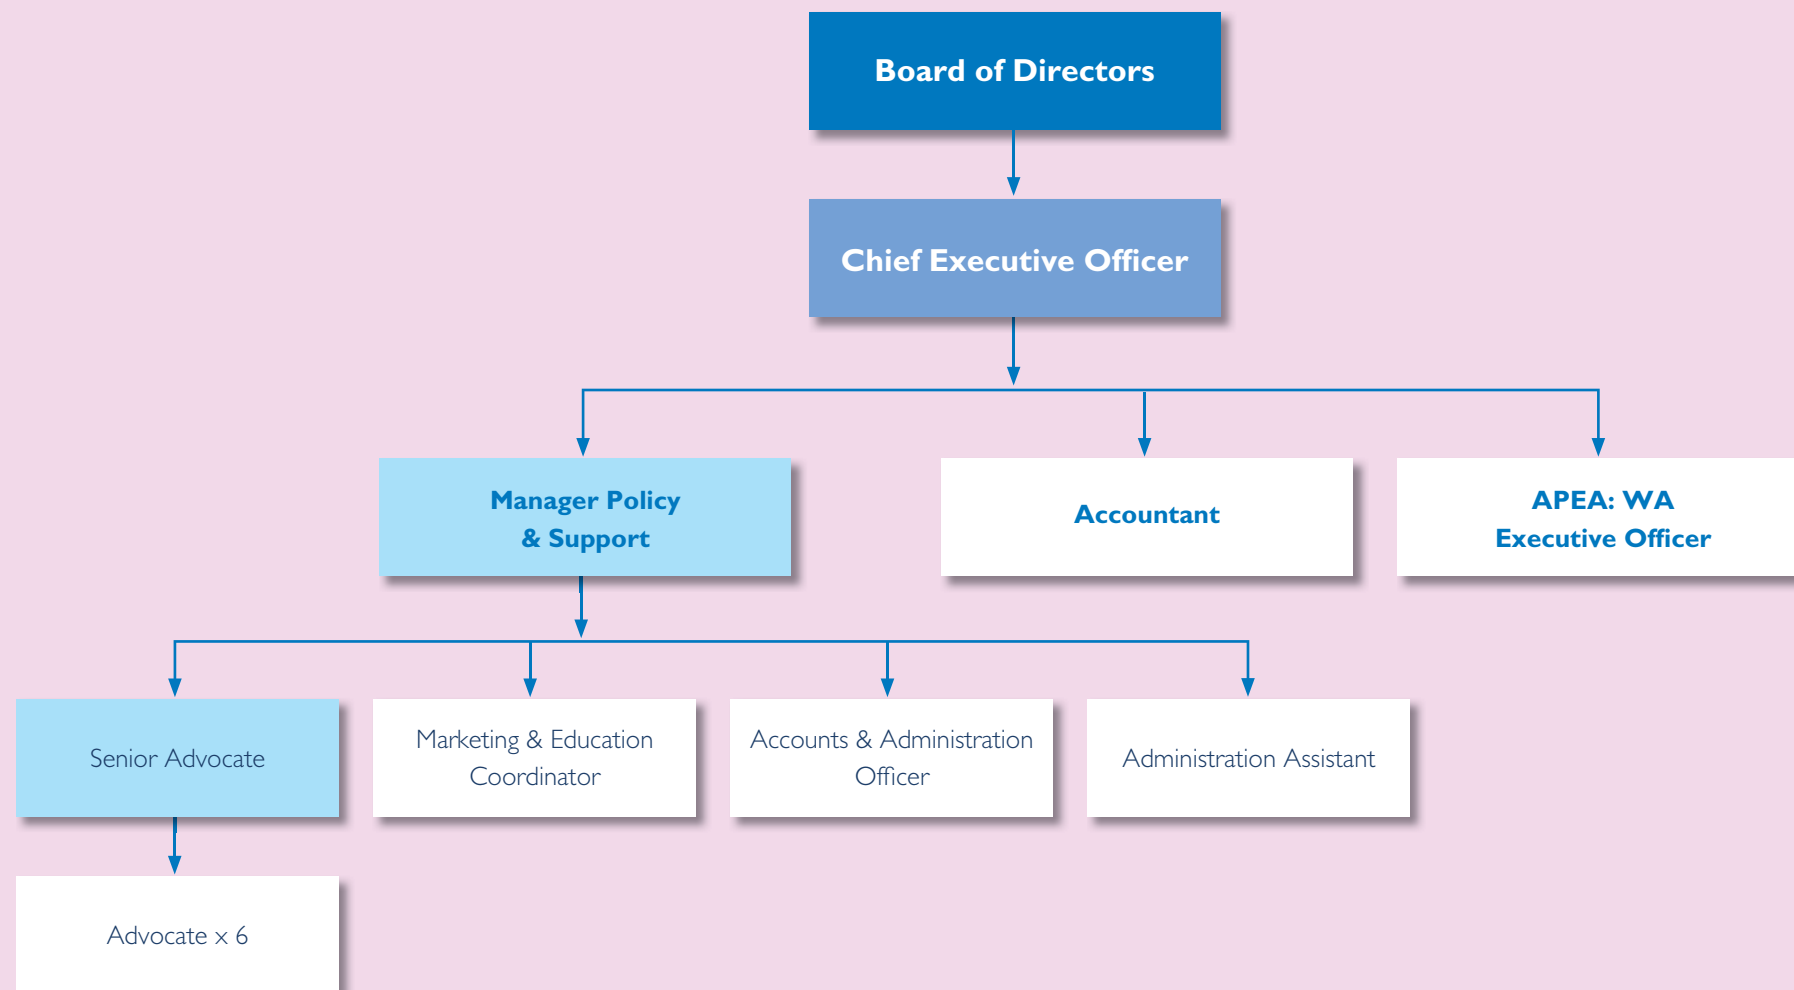 Board of Directors
Chief Executive Officer
Manager Policy
& Support
Accountant
APEA: WA
Executive Officer
Senior Advocate
Marketing & Education
Coordinator
Accounts & Administration
Officer
Administration Assistant
Advocate x 6